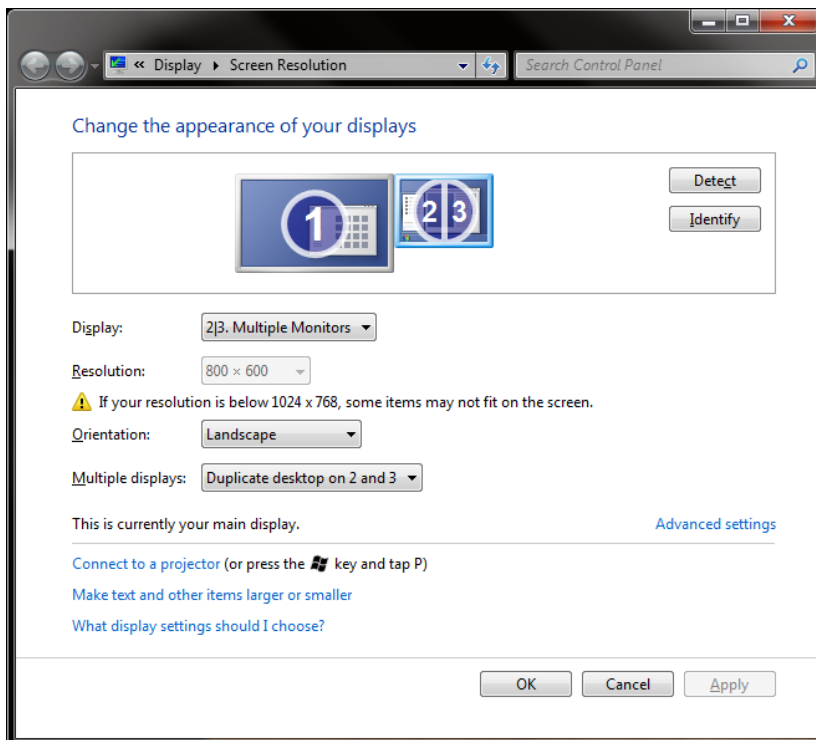 « Display ▸ Screen Resolution Search Control Panel
Change the appearance of your displays
1 2 3
Detect
Identify
Display: 2|3. Multiple Monitors
Resolution: 800 × 600
If your resolution is below 1024 x 768, some items may not fit on the screen.
Orientation: Landscape
Multiple displays: Duplicate desktop on 2 and 3
This is currently your main display. Advanced settings
Connect to a projector (or press the key and tap P)
Make text and other items larger or smaller
What display settings should I choose?
OK Cancel Apply